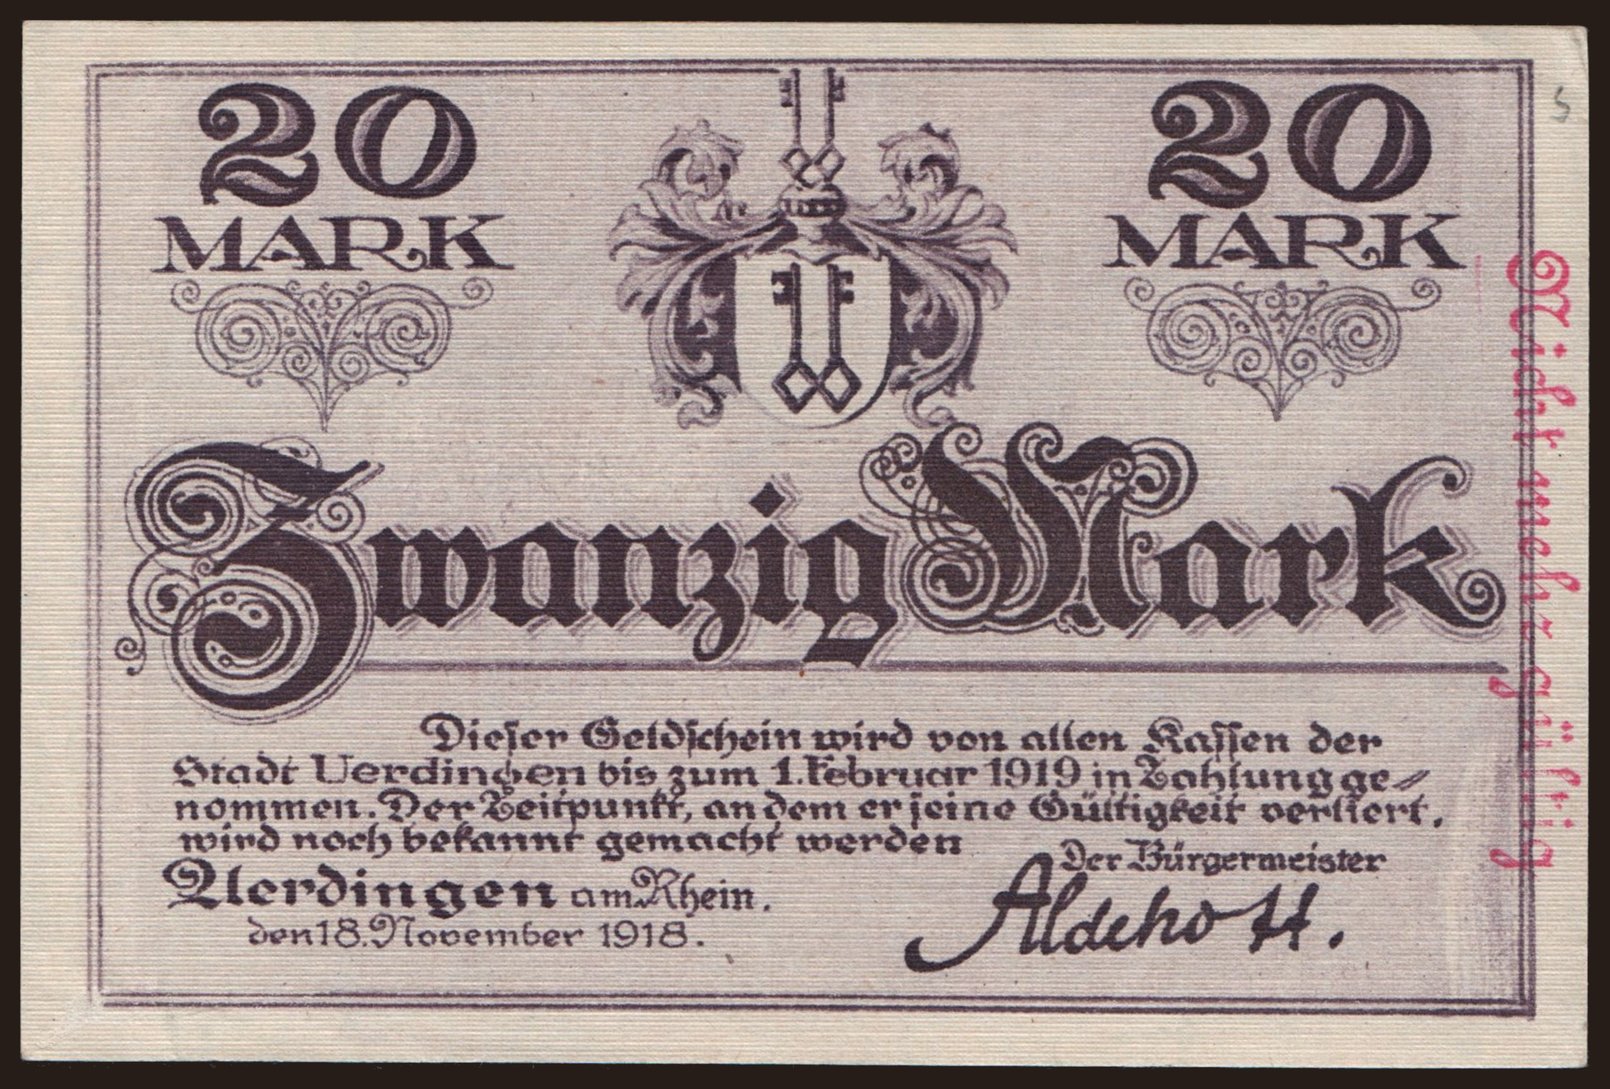 20 20
MARK MARK
Zwanzig Mark
Dieser Geldschein wird von allen Kassen der
Stadt Uerdingen bis zum 1. Februar 1919 in Zahlung ge-
nommen. Der Zeitpunkt, an dem er seine Gültigkeit verliert,
wird noch bekannt gemacht werden
Der Bürgermeister
Uerdingen am Rhein,
den 18. November 1918.
Aldehoff.
Nicht mehr gültig
5